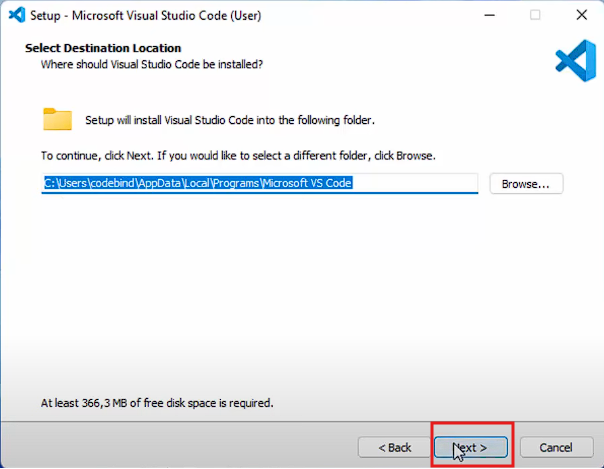 Setup - Microsoft Visual Studio Code (User)
Select Destination Location
Where should Visual Studio Code be installed?
Setup will install Visual Studio Code into the following folder.
To continue, click Next. If you would like to select a different folder, click Browse.
C:\Users\codebind\AppData\Local\Programs\Microsoft VS Code
Browse...
At least 366,3 MB of free disk space is required.
< Back
Next >
Cancel